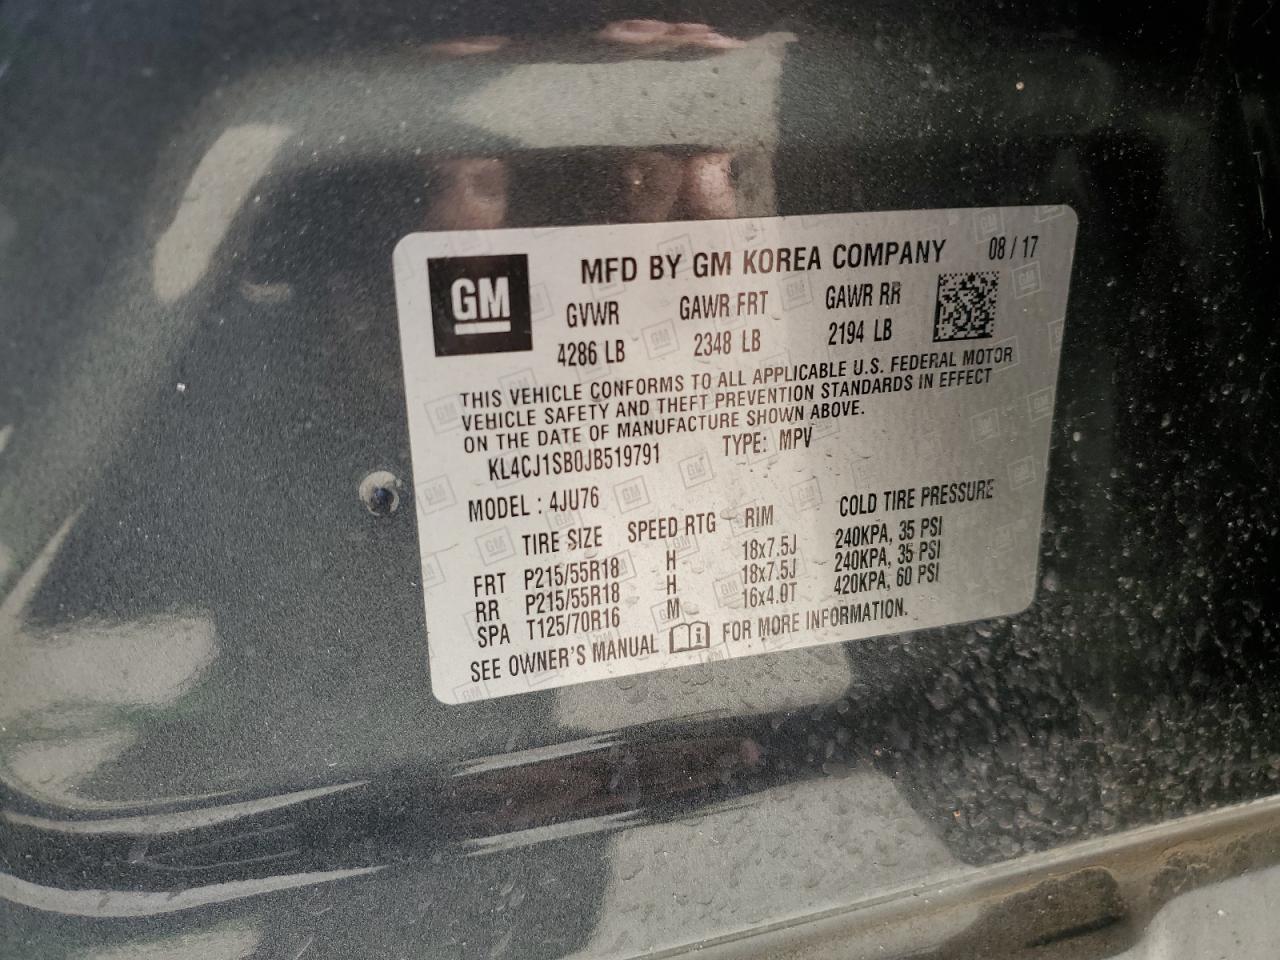 GM
MFD BY GM KOREA COMPANY 08 / 17
GVWR GAWR FRT GAWR RR
4286 LB 2348 LB 2194 LB
THIS VEHICLE CONFORMS TO ALL APPLICABLE U.S. FEDERAL MOTOR
VEHICLE SAFETY AND THEFT PREVENTION STANDARDS IN EFFECT
ON THE DATE OF MANUFACTURE SHOWN ABOVE.
KL4CJ1SB0JB519791 TYPE: MPV
MODEL : 4JU76
TIRE SIZE SPEED RTG RIM COLD TIRE PRESSURE
FRT P215/55R18 H 18x7.5J 240KPA, 35 PSI
RR P215/55R18 H 18x7.5J 240KPA, 35 PSI
SPA T125/70R16 M 16x4.0T 420KPA, 60 PSI
SEE OWNER'S MANUAL FOR MORE INFORMATION.